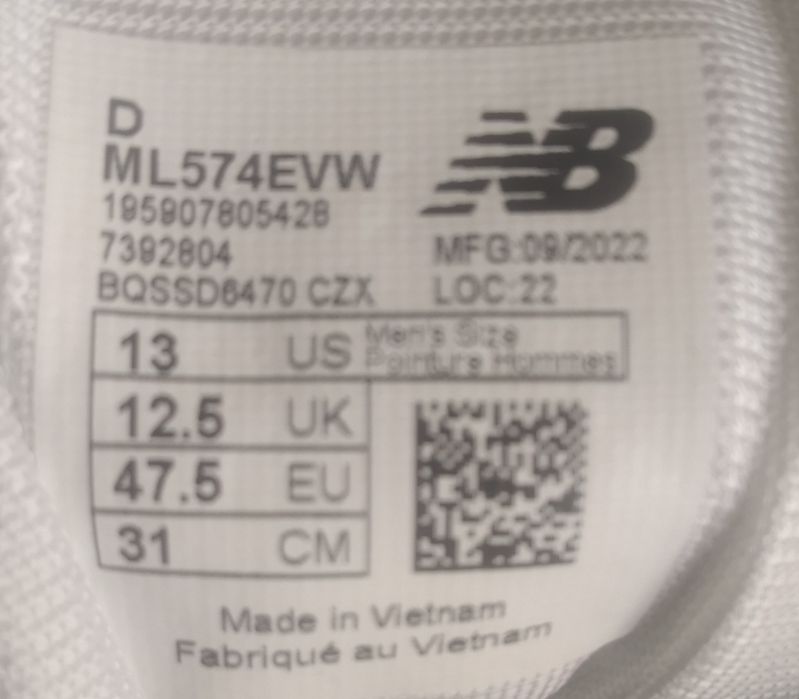 D
ML574EVW
195907805428
7392804
BQSSD6470 CZX
NB
MFG:09/2022
LOC:22
13 US Men's Size
Pointure Hommes
12.5 UK
47.5 EU
31 CM
Made in Vietnam
Fabriqué au Vietnam